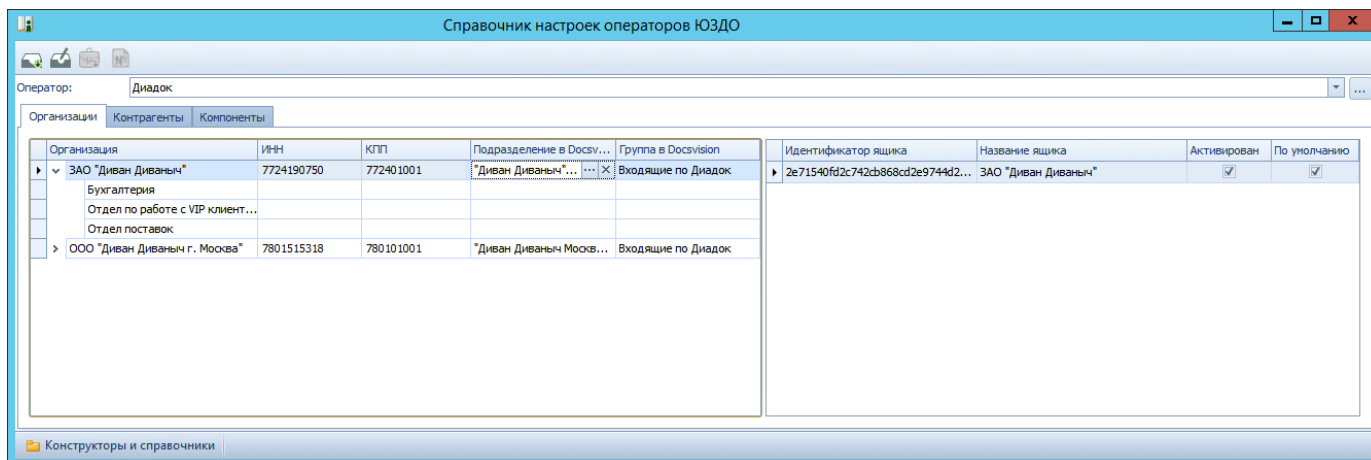 Справочник настроек операторов ЮЗДО
Оператор: Диадок
Организации Контрагенты Компоненты
Организация ИНН КПП Подразделение в Docsv... Группа в Docsvision Идентификатор ящика Название ящика Активирован По умолчанию
ЗАО "Диван Диваныч" 7724190750 772401001 "Диван Диваныч"... Входящие по Диадок 2e71540fd2c742cb868cd2e9744d2... ЗАО "Диван Диваныч"
Бухгалтерия
Отдел по работе с VIP клиент...
Отдел поставок
ООО "Диван Диваныч г. Москва" 7801515318 780101001 "Диван Диваныч Москв... Входящие по Диадок
Конструкторы и справочники